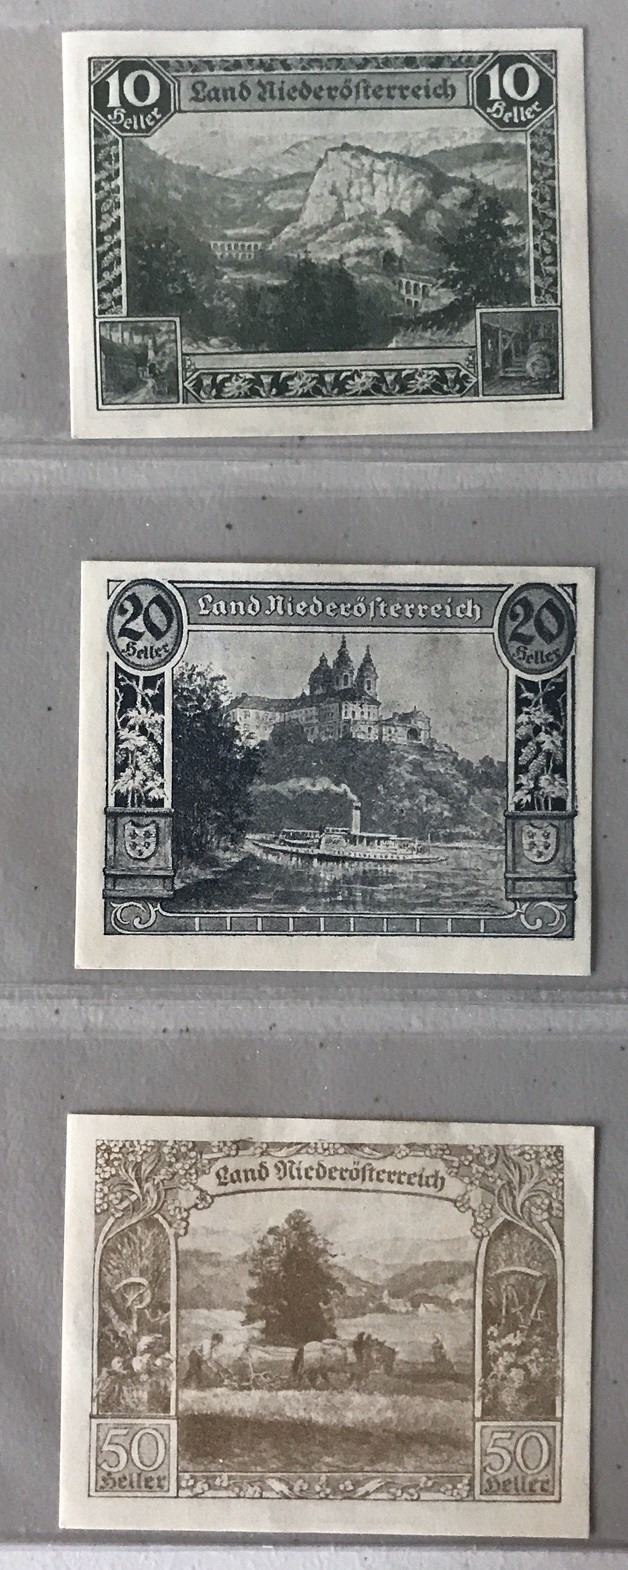 10 Heller Land Niederösterreich 10 Heller
20 Heller Land Niederösterreich 20 Heller
Land Niederösterreich
50 Heller 50 Heller